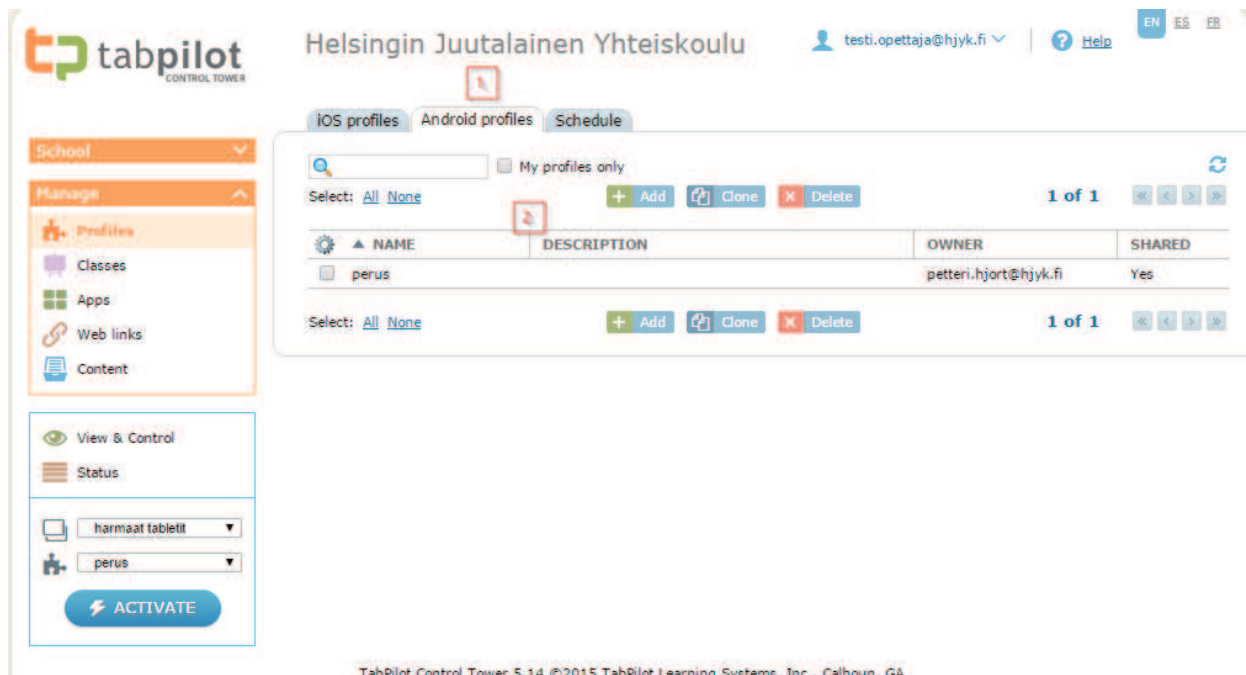 tabpilot
CONTROL TOWER
Helsingin Juutalainen Yhteiskoulu
testi.opettaja@hjyk.fi
Help
EN ES FR
1.
iOS profiles Android profiles Schedule
School
Manage
Profiles
Classes
Apps
Web links
Content
View & Control
Status
harmaat tabletit
perus
ACTIVATE
My profiles only
Select: All None
+ Add Clone X Delete
1 of 1
« < > »
2.
NAME DESCRIPTION OWNER SHARED
perus petteri.hjort@hjyk.fi Yes
Select: All None
+ Add Clone X Delete
1 of 1
« < > »
TabPilot Control Tower 5.14 ©2015 TabPilot Learning Systems, Inc., Calhoun, GA